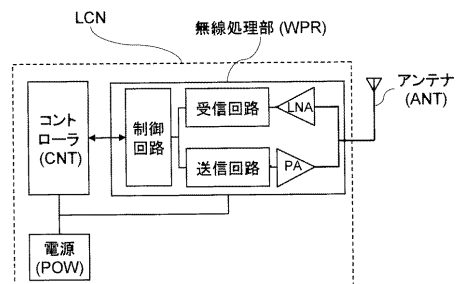 LCN
無線処理部 (WPR)
アンテナ
(ANT)
コント
ローラ
(CNT)
制御
回路
受信回路
LNA
送信回路
PA
電源
(POW)